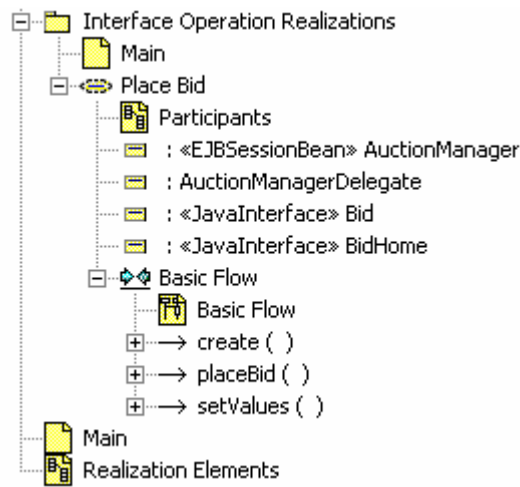 Interface Operation Realizations
Main
Place Bid
Participants
: «EJBSessionBean» AuctionManager
: AuctionManagerDelegate
: «JavaInterface» Bid
: «JavaInterface» BidHome
Basic Flow
Basic Flow
create ( )
placeBid ( )
setValues ( )
Main
Realization Elements